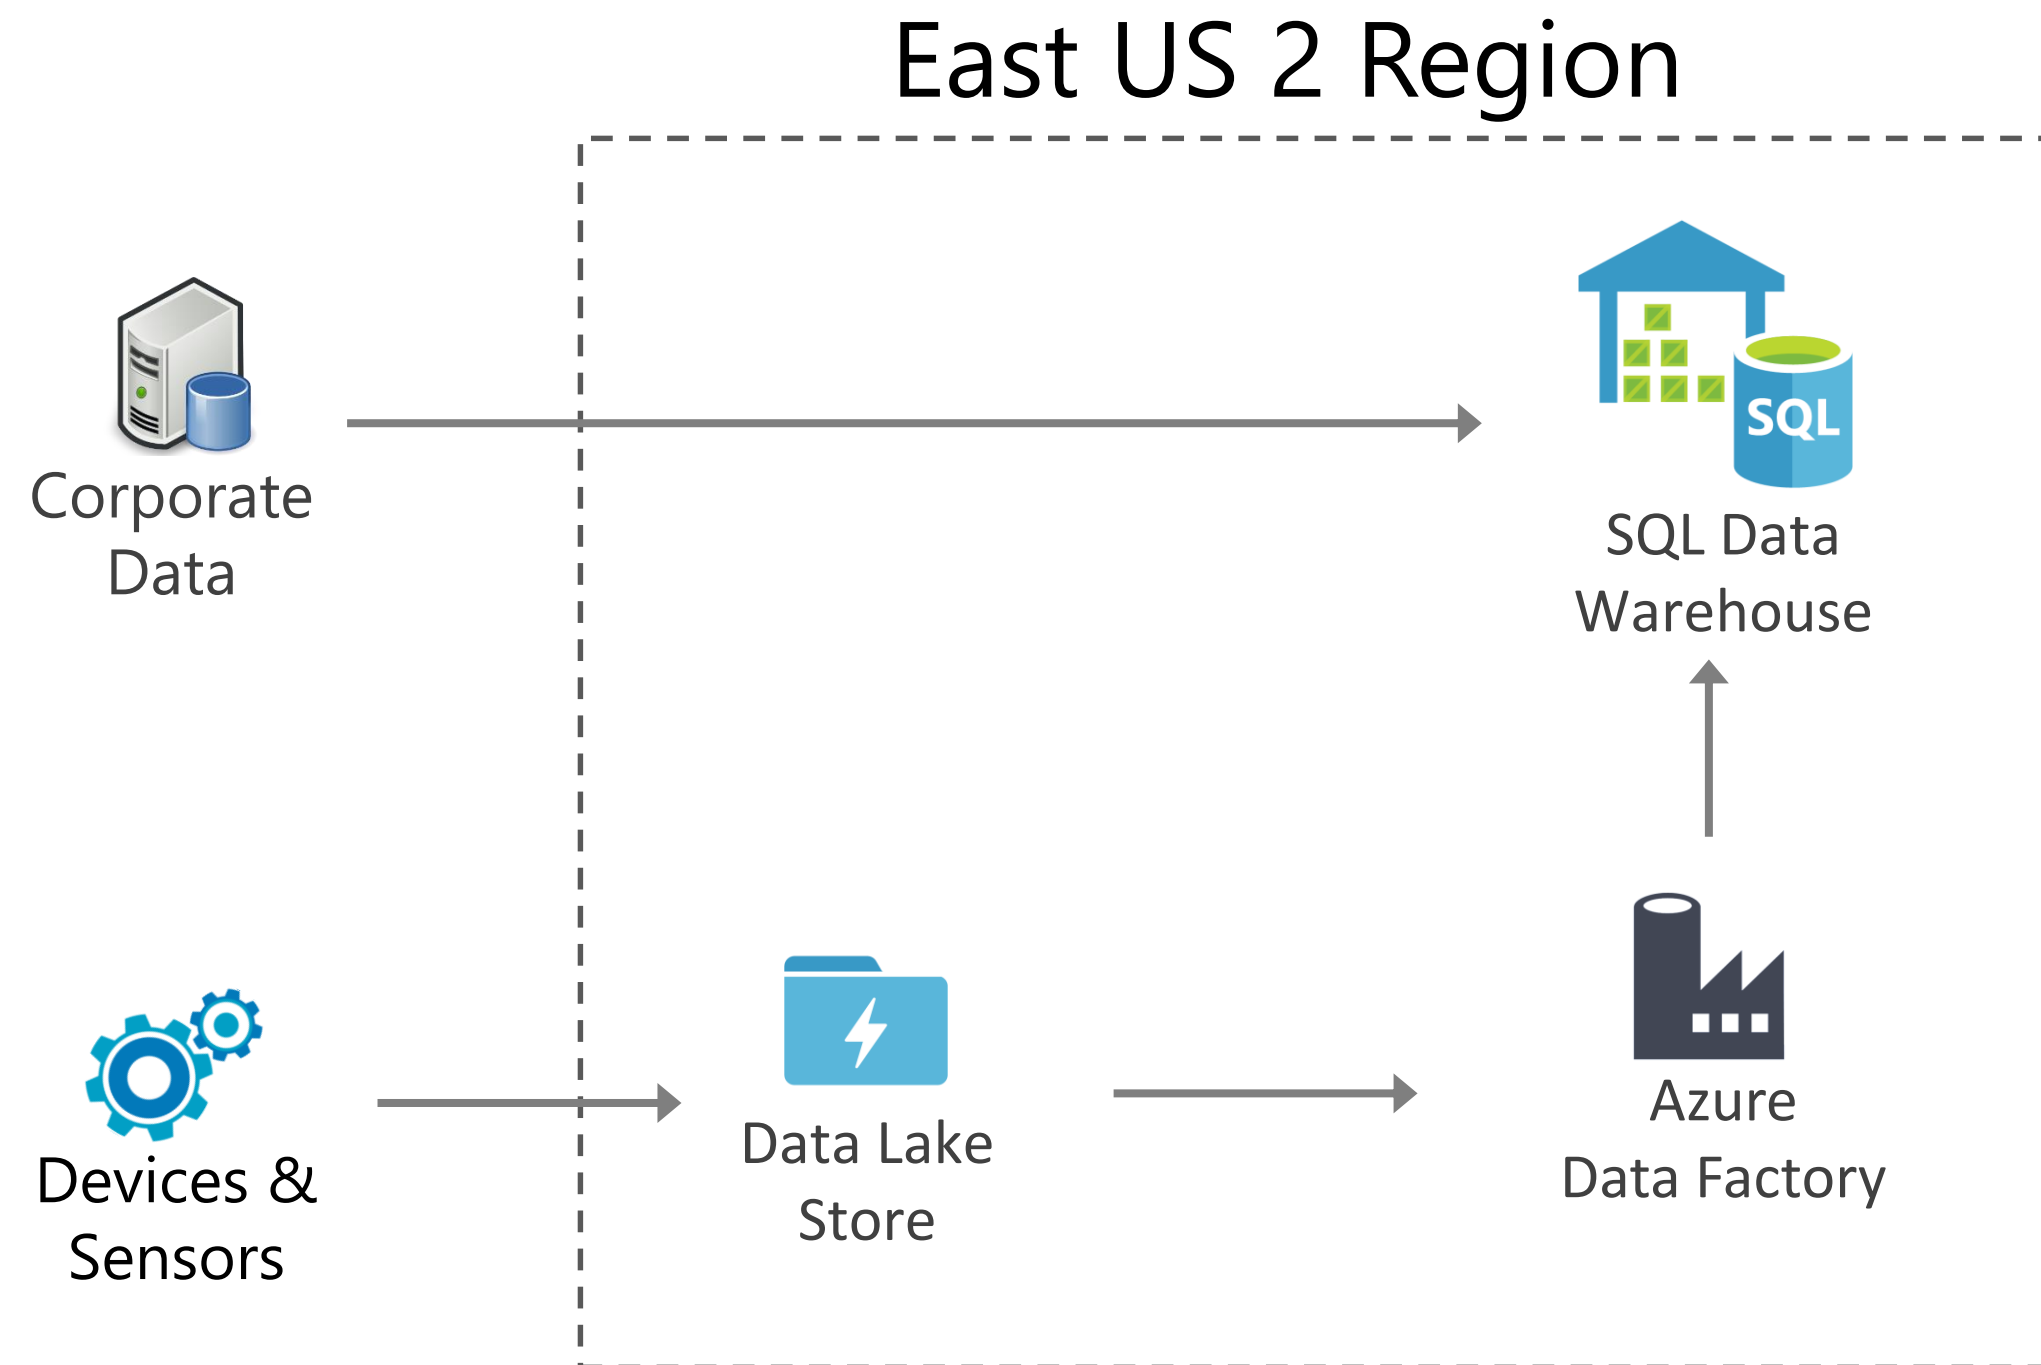 East US 2 Region
SQL
Corporate
Data
SQL Data
Warehouse
Devices &
Sensors
Data Lake
Store
Azure
Data Factory